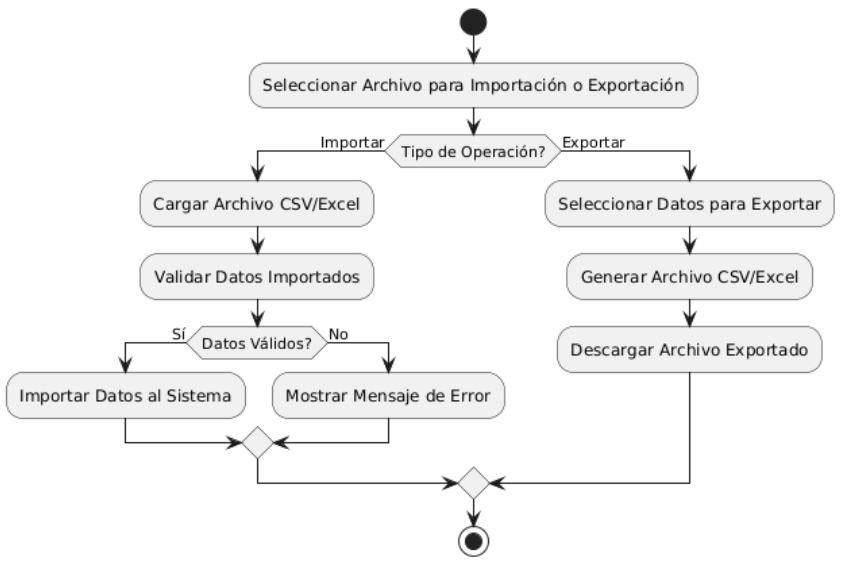 Seleccionar Archivo para Importación o Exportación
Importar
Tipo de Operación?
Exportar
Cargar Archivo CSV/Excel
Seleccionar Datos para Exportar
Validar Datos Importados
Generar Archivo CSV/Excel
Sí
Datos Válidos?
No
Descargar Archivo Exportado
Importar Datos al Sistema
Mostrar Mensaje de Error